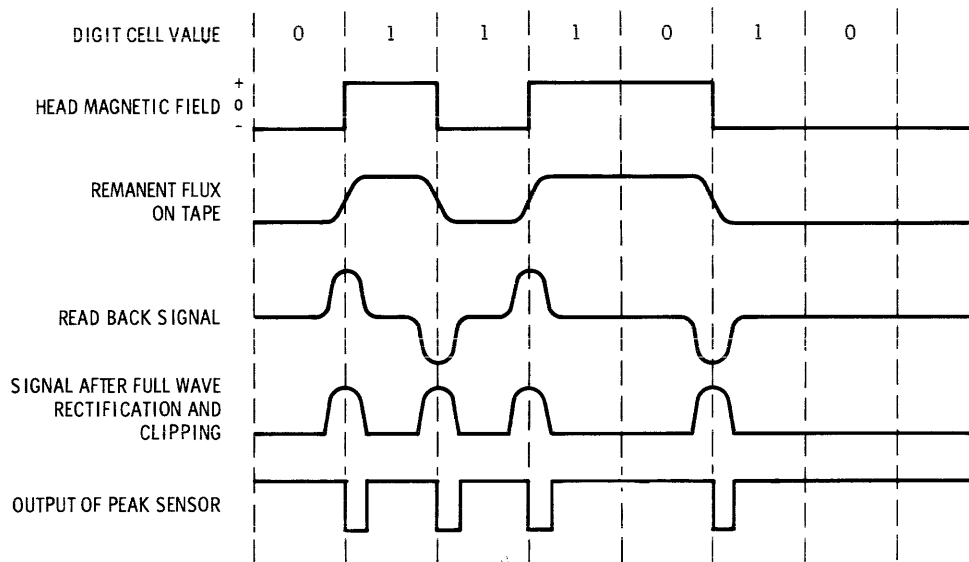 DIGIT CELL VALUE 0 1 1 1 0 1 0
+
HEAD MAGNETIC FIELD 0
-
REMANENT FLUX
ON TAPE
READ BACK SIGNAL
SIGNAL AFTER FULL WAVE
RECTIFICATION AND
CLIPPING
OUTPUT OF PEAK SENSOR